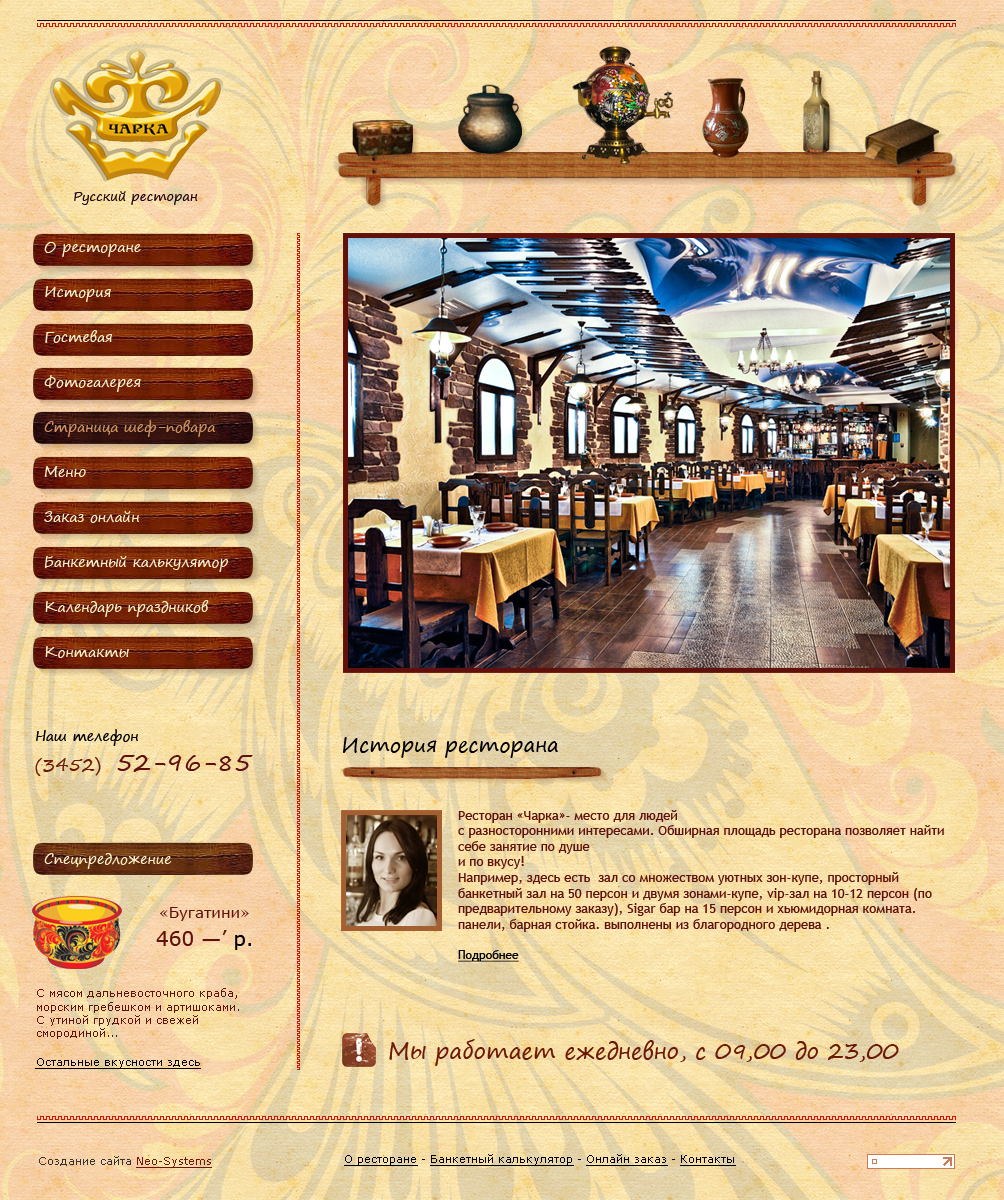 ЧАРКА
Русский ресторан
О ресторане
История
Гостевая
Фотогалерея
Страница шеф-повара
Меню
Заказ онлайн
Банкетный калькулятор
Календарь праздников
Контакты
Наш телефон
(3452) 52-96-85
Спецпредложение
«Бугатини»
460 —′ р.
С мясом дальневосточного краба,
морским гребешком и артишоками.
С утиной грудкой и свежей
смородиной...
Остальные вкусности здесь
История ресторана
Ресторан «Чарка»- место для людей
с разносторонними интересами. Обширная площадь ресторана позволяет найти
себе занятие по душе
и по вкусу!
Например, здесь есть зал со множеством уютных зон-купе, просторный
банкетный зал на 50 персон и двумя зонами-купе, vip-зал на 10-12 персон (по
предварительному заказу), Sigar бар на 15 персон и хьюмидорная комната.
панели, барная стойка. выполнены из благородного дерева .
Подробнее
! Мы работает ежедневно, с 09,00 до 23,00
Создание сайта Neo-Systems
О ресторане - Банкетный калькулятор - Онлайн заказ - Контакты